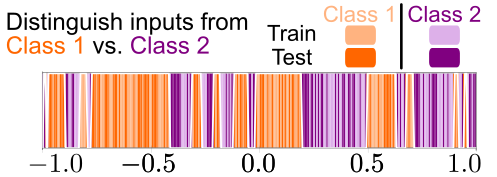 Distinguish inputs from
Class 1 vs. Class 2
Class 1 Class 2
Train
Test
−1.0 −0.5 0.0 0.5 1.0